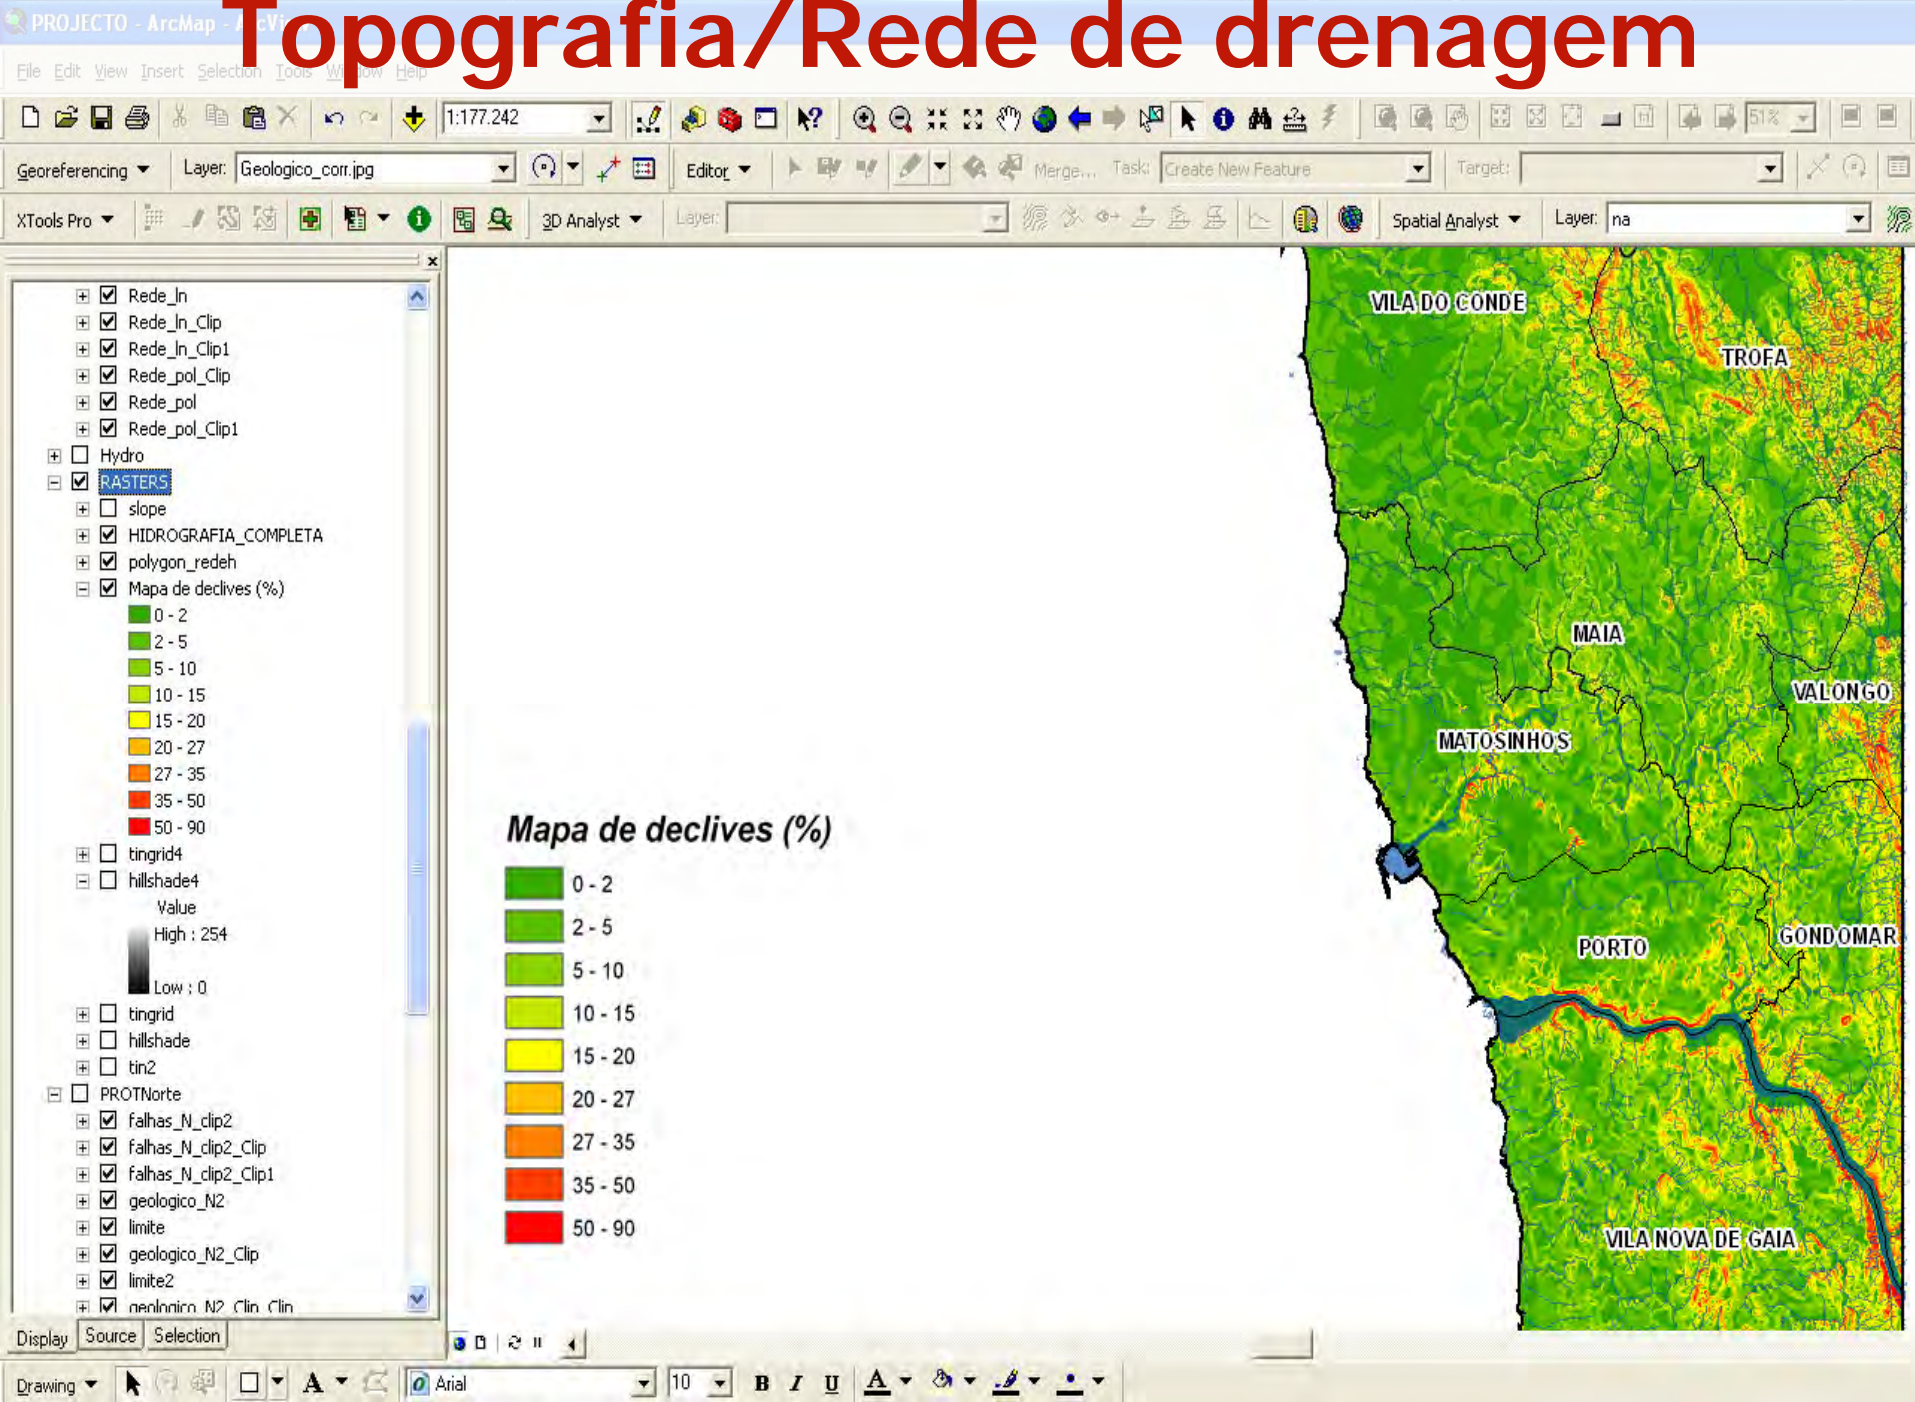 Topografia/Rede de drenagem
PROJECTO - ArcMap - ArcVi
File Edit View Insert Selection Tools Window Help
1:177.242
51%
Georeferencing Layer: Geologico_corr.jpg Editor Merge... Task: Create New Feature Target:
XTools Pro 3D Analyst Layer: Spatial Analyst Layer: na
Rede_ln
Rede_ln_Clip
Rede_ln_Clip1
Rede_pol_Clip
Rede_pol
Rede_pol_Clip1
Hydro
RASTERS
slope
HIDROGRAFIA_COMPLETA
polygon_redeh
Mapa de declives (%)
0 - 2
2 - 5
5 - 10
10 - 15
15 - 20
20 - 27
27 - 35
35 - 50
50 - 90
tingrid4
hillshade4
Value
High : 254
Low : 0
tingrid
hillshade
tin2
PROTNorte
falhas_N_clip2
falhas_N_clip2_Clip
falhas_N_clip2_Clip1
geologico_N2
limite
geologico_N2_Clip
limite2
geologico_N2_Clip_Clip
Display Source Selection
Mapa de declives (%)
0 - 2
2 - 5
5 - 10
10 - 15
15 - 20
20 - 27
27 - 35
35 - 50
50 - 90
VILA DO CONDE
TROFA
MAIA
VALONGO
MATOSINHOS
PORTO
GONDOMAR
VILA NOVA DE GAIA
Drawing A Arial 10 B I U A